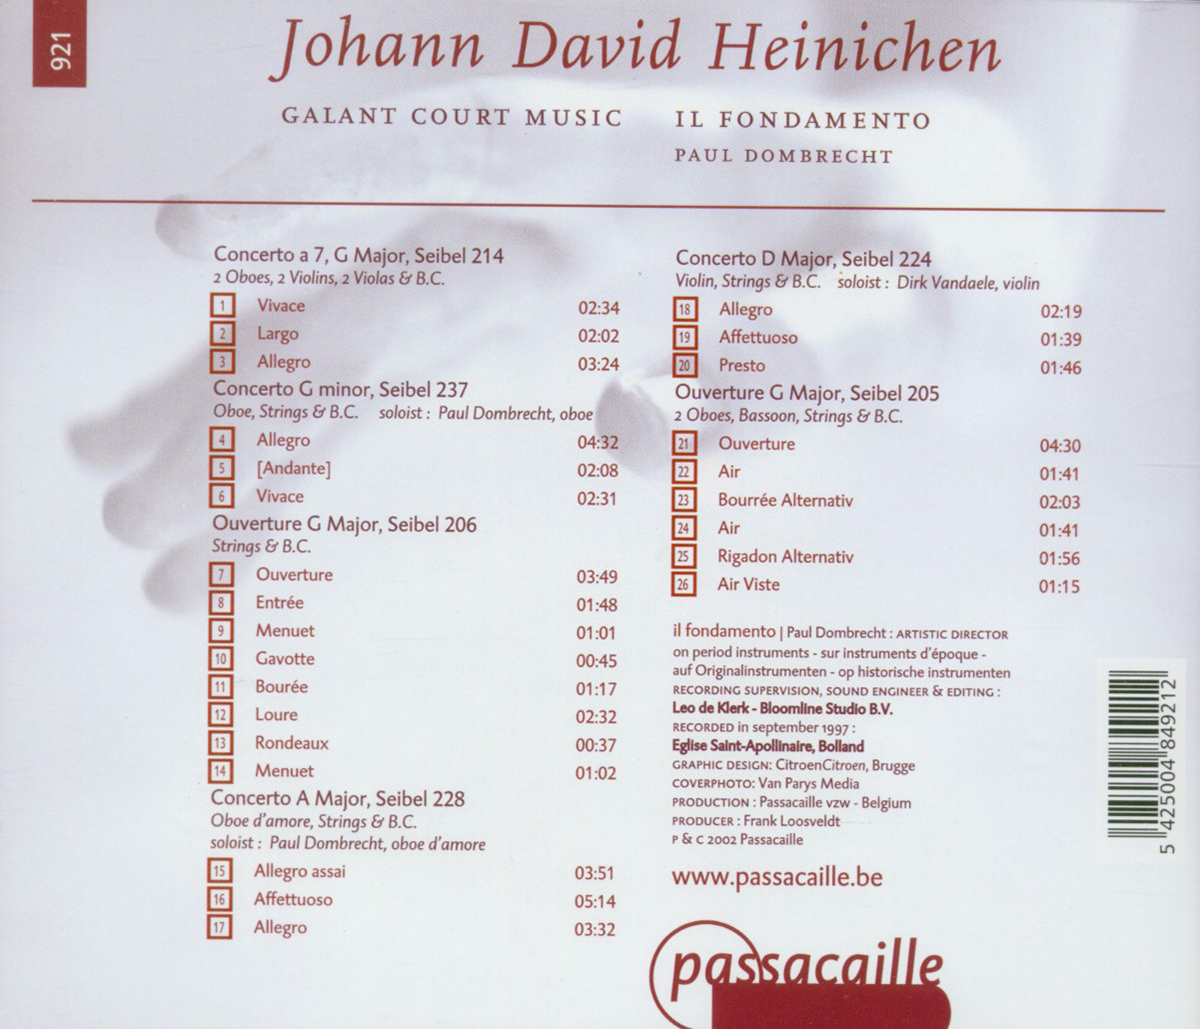 921
Johann David Heinichen
GALANT COURT MUSIC
IL FONDAMENTO
PAUL DOMBRECHT
Concerto a 7, G Major, Seibel 214
2 Oboes, 2 Violins, 2 Violas & B.C.
1 Vivace 02:34
2 Largo 02:02
3 Allegro 03:24
Concerto G minor, Seibel 237
Oboe, Strings & B.C. soloist : Paul Dombrecht, oboe
4 Allegro 04:32
5 [Andante] 02:08
6 Vivace 02:31
Ouverture G Major, Seibel 206
Strings & B.C.
7 Ouverture 03:49
8 Entrée 01:48
9 Menuet 01:01
10 Gavotte 00:45
11 Bourée 01:17
12 Loure 02:32
13 Rondeaux 00:37
14 Menuet 01:02
Concerto A Major, Seibel 228
Oboe d'amore, Strings & B.C.
soloist : Paul Dombrecht, oboe d'amore
15 Allegro assai 03:51
16 Affettuoso 05:14
17 Allegro 03:32
Concerto D Major, Seibel 224
Violin, Strings & B.C. soloist : Dirk Vandaele, violin
18 Allegro 02:19
19 Affettuoso 01:39
20 Presto 01:46
Ouverture G Major, Seibel 205
2 Oboes, Bassoon, Strings & B.C.
21 Ouverture 04:30
22 Air 01:41
23 Bourrée Alternativ 02:03
24 Air 01:41
25 Rigadon Alternativ 01:56
26 Air Viste 01:15
il fondamento | Paul Dombrecht : ARTISTIC DIRECTOR
on period instruments - sur instruments d'époque -
auf Originalinstrumenten - op historische instrumenten
RECORDING SUPERVISION, SOUND ENGINEER & EDITING :
Leo de Klerk - Bloomline Studio B.V.
RECORDED in september 1997 :
Eglise Saint-Apollinaire, Bolland
GRAPHIC DESIGN: CitroenCitroen, Brugge
COVERPHOTO: Van Parys Media
PRODUCTION : Passacaille vzw - Belgium
PRODUCER : Frank Loosveldt
P & C 2002 Passacaille
www.passacaille.be
passacaille
5 425004 849212